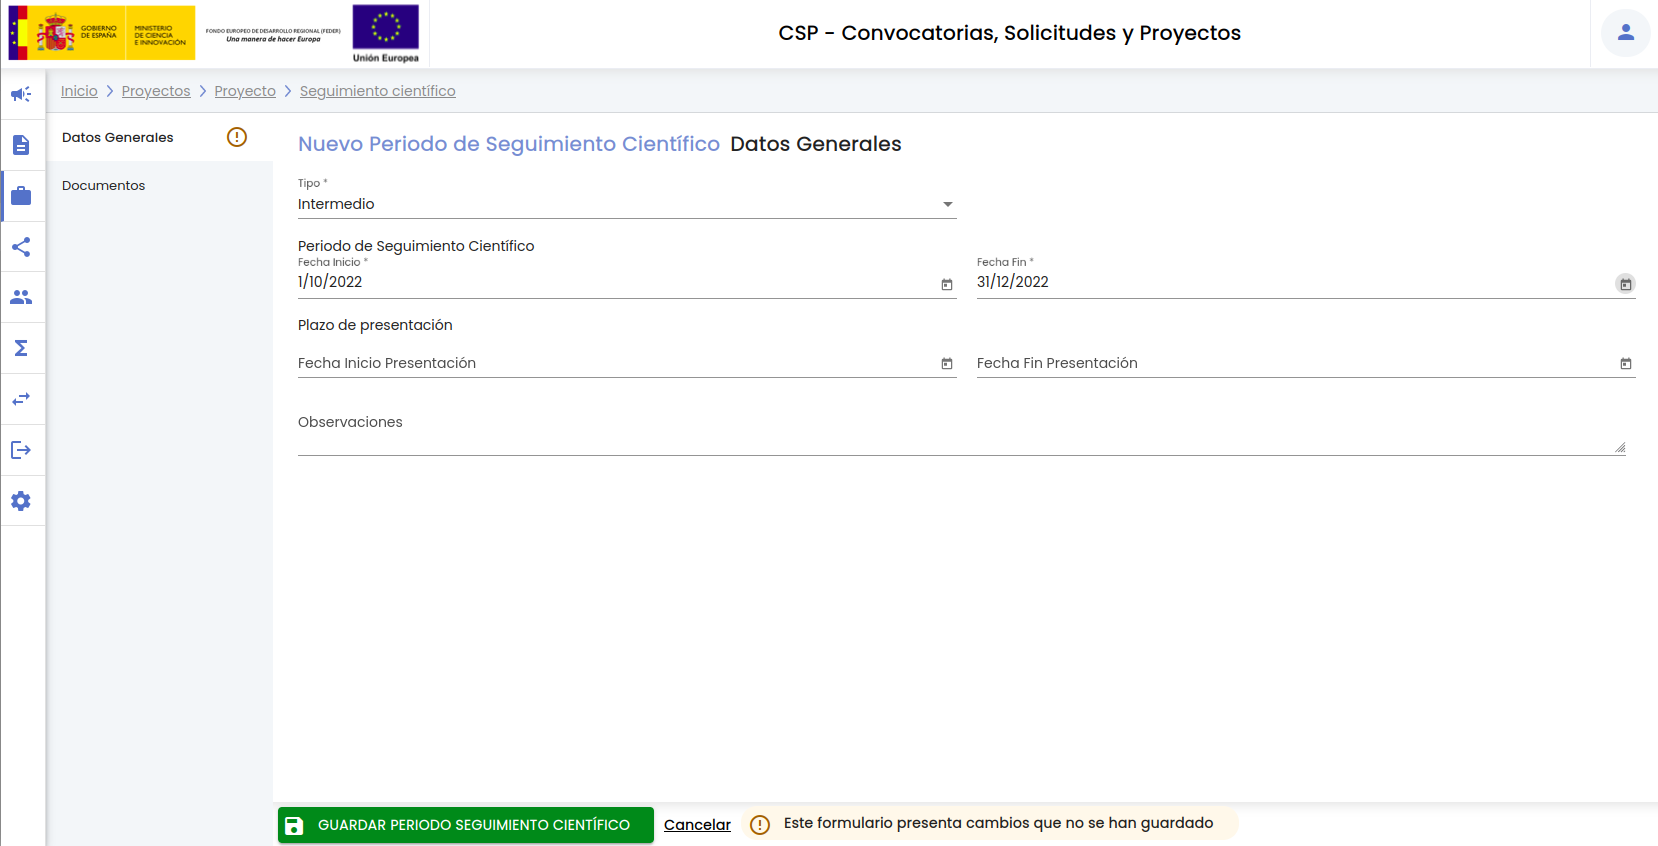 GOBIERNO
DE ESPAÑA
MINISTERIO
DE CIENCIA
E INNOVACIÓN
FONDO EUROPEO DE DESARROLLO REGIONAL (FEDER)
Una manera de hacer Europa
Unión Europea
CSP - Convocatorias, Solicitudes y Proyectos
Inicio > Proyectos > Proyecto > Seguimiento científico
Datos Generales
Documentos
Nuevo Periodo de Seguimiento Científico Datos Generales
Tipo *
Intermedio
Periodo de Seguimiento Científico
Fecha Inicio * Fecha Fin *
1/10/2022 31/12/2022
Plazo de presentación
Fecha Inicio Presentación Fecha Fin Presentación
Observaciones
GUARDAR PERIODO SEGUIMIENTO CIENTÍFICO Cancelar Este formulario presenta cambios que no se han guardado